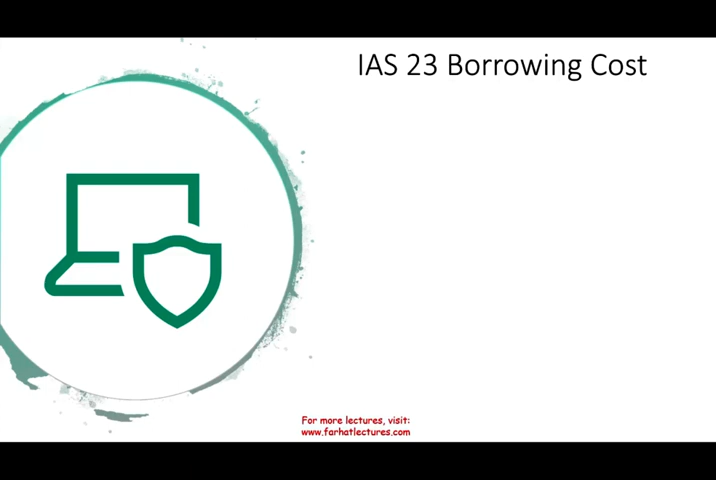 IAS 23 Borrowing Cost
For more lectures, visit:
www.farhatlectures.com